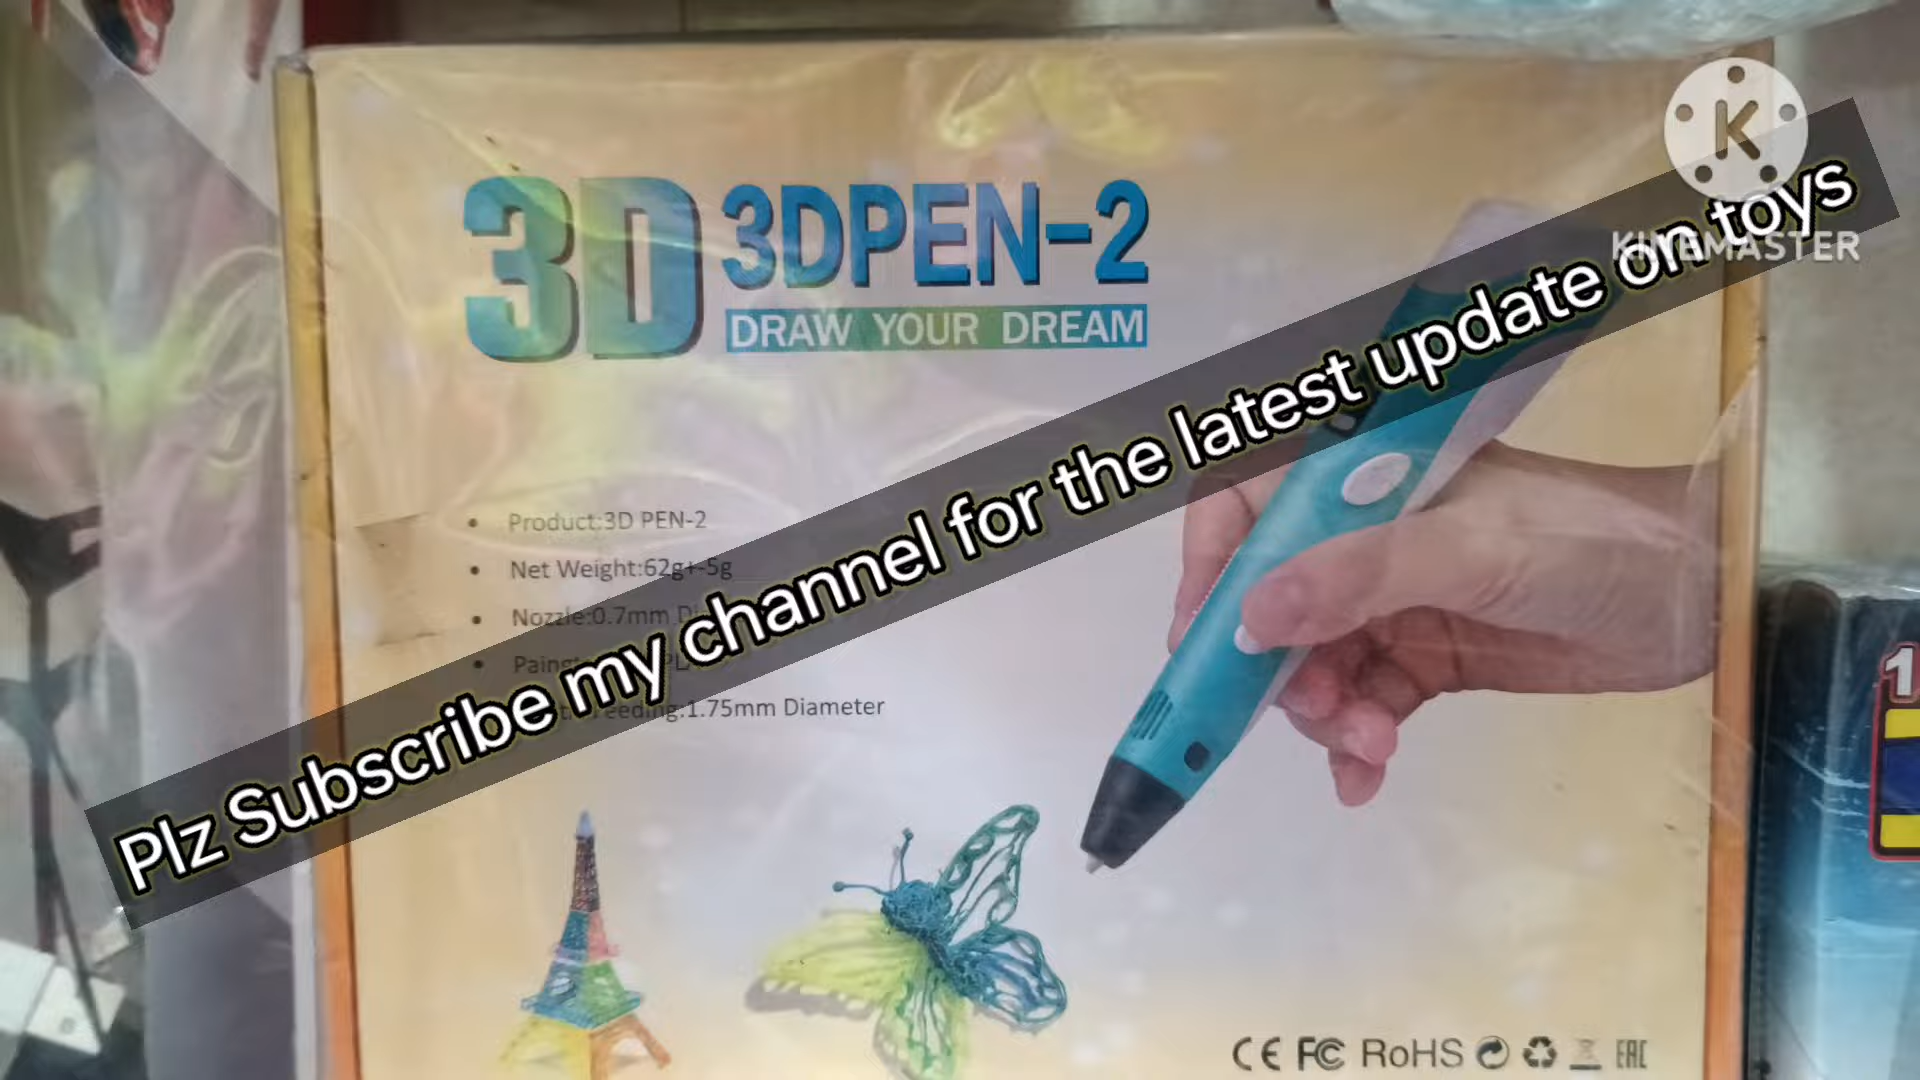 3D 3DPEN-2
DRAW YOUR DREAM
K
KINEMASTER
Plz Subscribe my channel for the latest update on toys
Product:3D PEN-2
Net Weight:62g+-5g
Nozzle:0.7mm
eeding:1.75mm Diameter
CE FC RoHS EAC
1